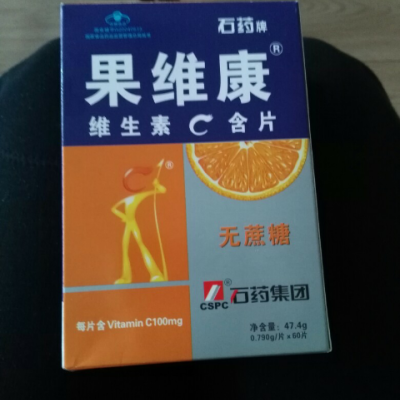 石药牌
果维康®
维生素 C 含片
®
无蔗糖
CSPC® 石药集团
每片含Vitamin C100mg
净含量: 47.4g
0.790g/片 x 60片